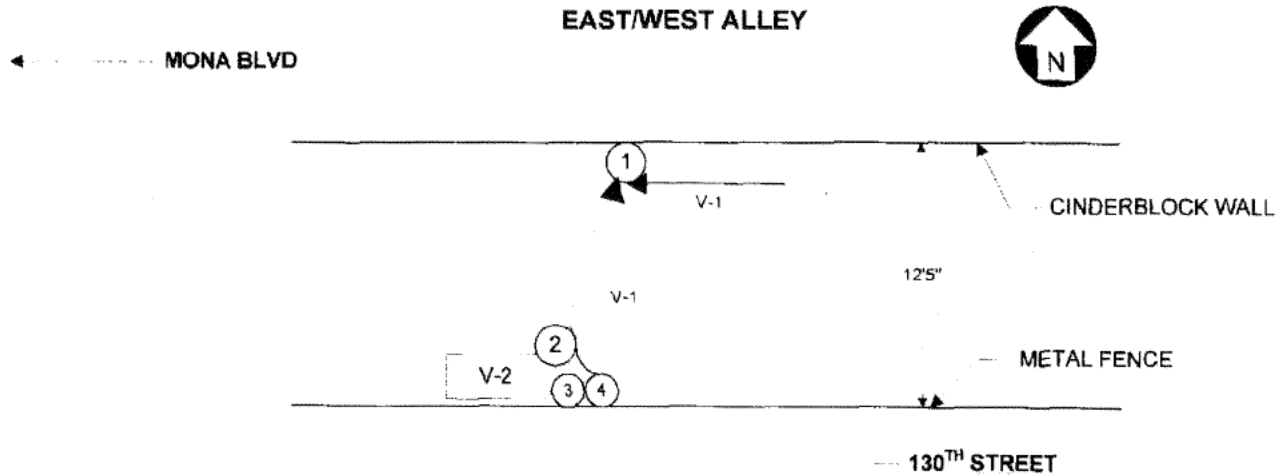 EAST/WEST ALLEY
N
MONA BLVD
1
V-1
CINDERBLOCK WALL
12'5"
V-1
2
METAL FENCE
V-2
3
4
130TH STREET